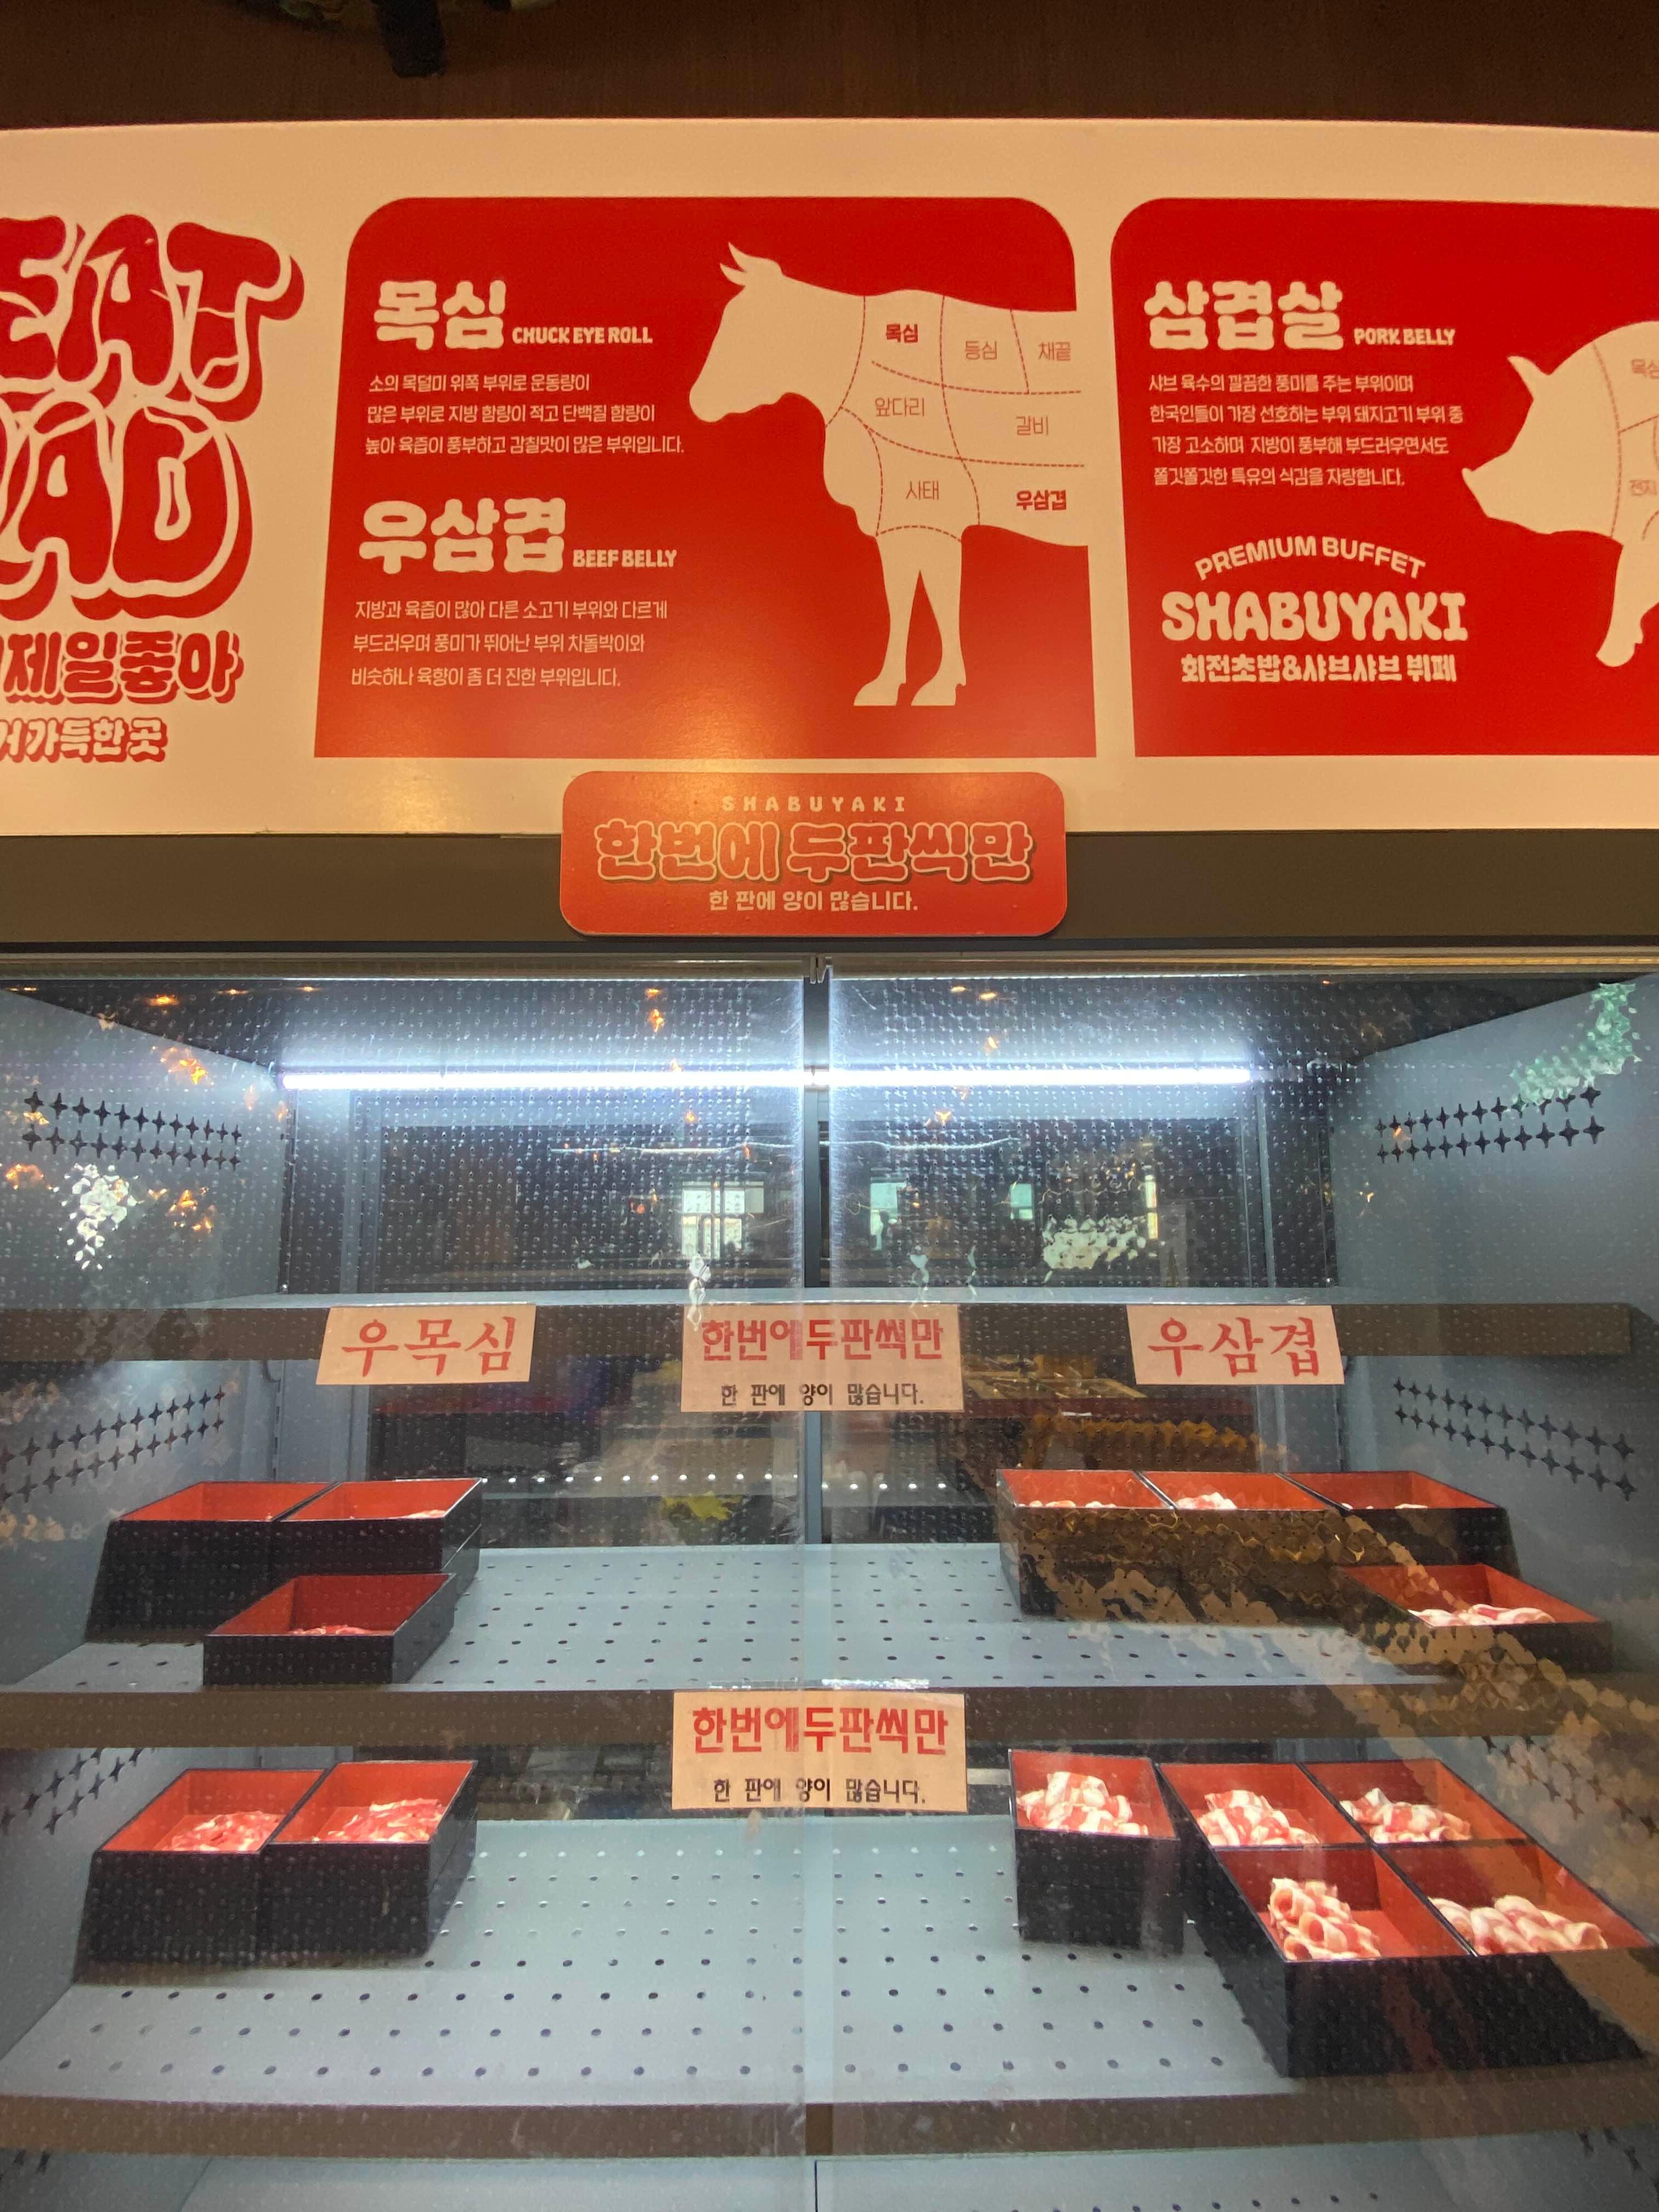 EAT
제일좋아
가득한곳
목심 CHUCK EYE ROLL
소의 목덜미 위쪽 부위로 운동량이
많은 부위로 지방 함량이 적고 단백질 함량이
높아 육즙이 풍부하고 감칠맛이 많은 부위입니다.
우삼겹 BEEF BELLY
지방과 육즙이 많아 다른 소고기 부위와 다르게
부드러우며 풍미가 뛰어난 부위 차돌박이와
비슷하나 육향이 좀 더 진한 부위입니다.
목심
등심
채끝
앞다리
갈비
사태
우삼겹
삼겹살 PORK BELLY
샤브 육수의 깔끔한 풍미를 주는 부위이며
한국인들이 가장 선호하는 부위 돼지고기 부위 중
가장 고소하며 지방이 풍부해 부드러우면서도
쫄깃쫄깃한 특유의 식감을 자랑합니다.
PREMIUM BUFFET
SHABUYAKI
회전초밥&샤브샤브 뷔페
목심
전지
SHABUYAKI
한번에 두판씩만
한 판에 양이 많습니다.
우목심
한번에두판씩만
한 판에 양이 많습니다.
우삼겹
한번에두판씩만
한 판에 양이 많습니다.